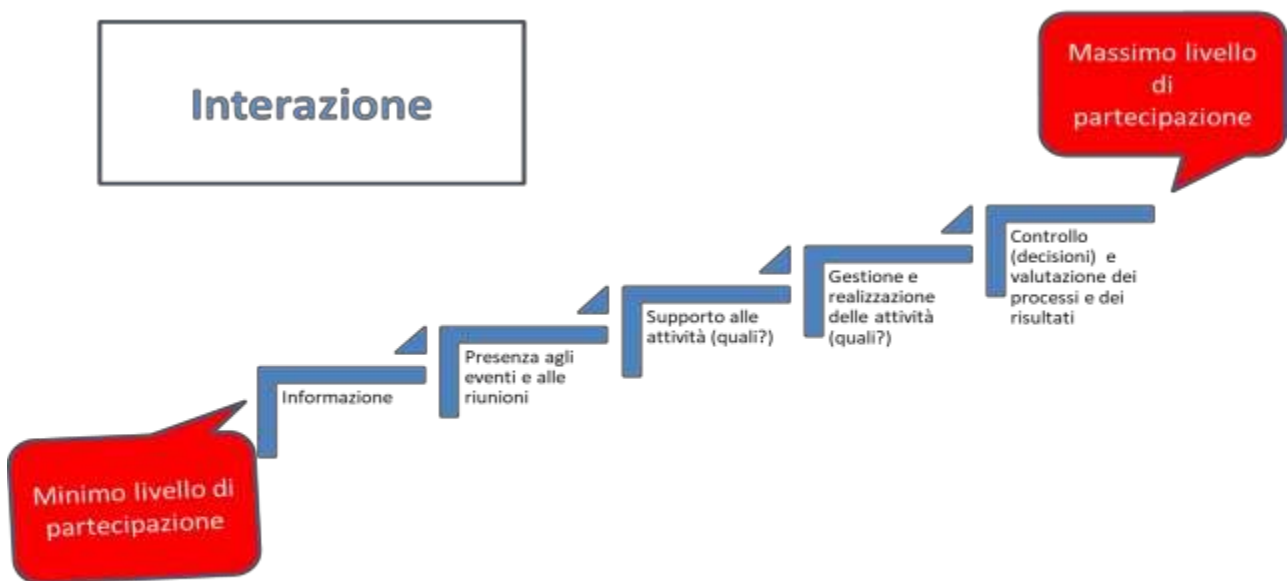 Interazione
Massimo livello
di
partecipazione
Controllo
(decisioni) e
valutazione dei
processi e dei
risultati
Gestione e
realizzazione
delle attività
(quali?)
Supporto alle
attività (quali?)
Presenza agli
eventi e alle
riunioni
Informazione
Minimo livello di
partecipazione